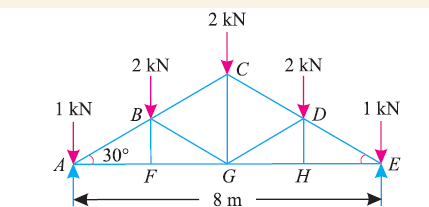 2 kN
2 kN 2 kN
C
1 kN 1 kN
B D
30°
A E
F G H
8 m